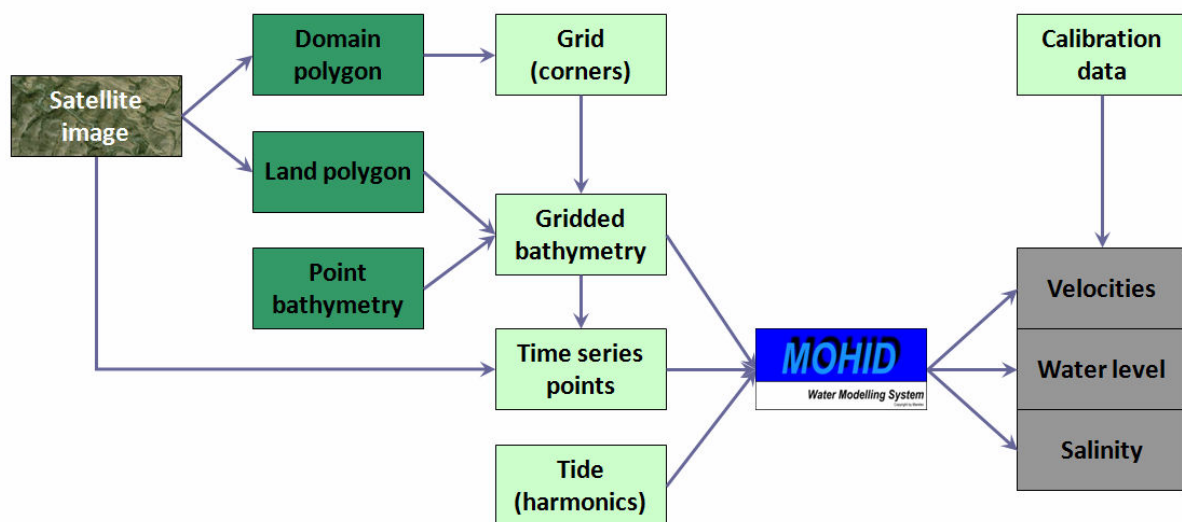 Domain
polygon
Grid
(corners)
Calibration
data
Satellite
image
Land polygon
Gridded
bathymetry
Point
bathymetry
Velocities
Time series
points
MOHID
Water Modelling System
Water level
Salinity
Tide
(harmonics)